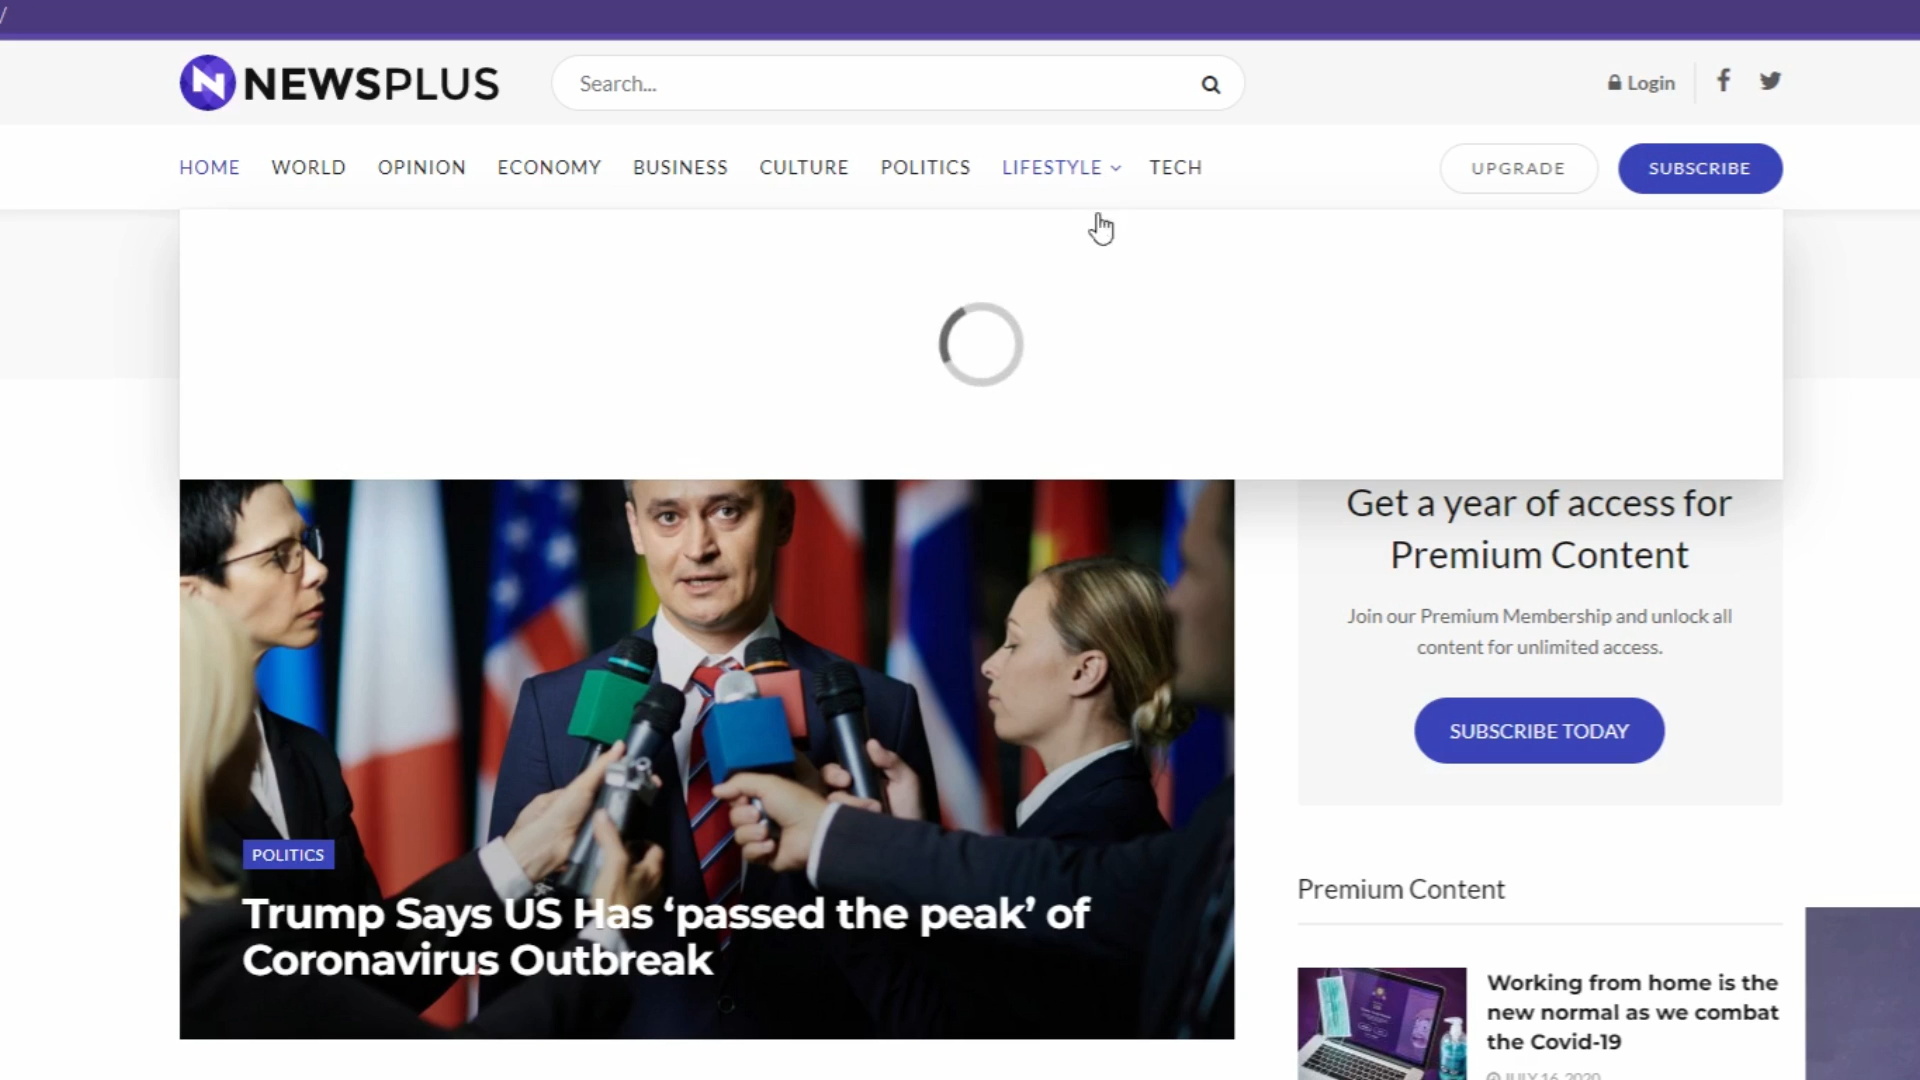 /
NEWSPLUS
Search...
Login
HOME WORLD OPINION ECONOMY BUSINESS CULTURE POLITICS LIFESTYLE TECH
UPGRADE
SUBSCRIBE
POLITICS
Trump Says US Has ‘passed the peak’ of
Coronavirus Outbreak
Get a year of access for
Premium Content
Join our Premium Membership and unlock all
content for unlimited access.
SUBSCRIBE TODAY
Premium Content
Working from home is the
new normal as we combat
the Covid-19
JULY 16, 2020